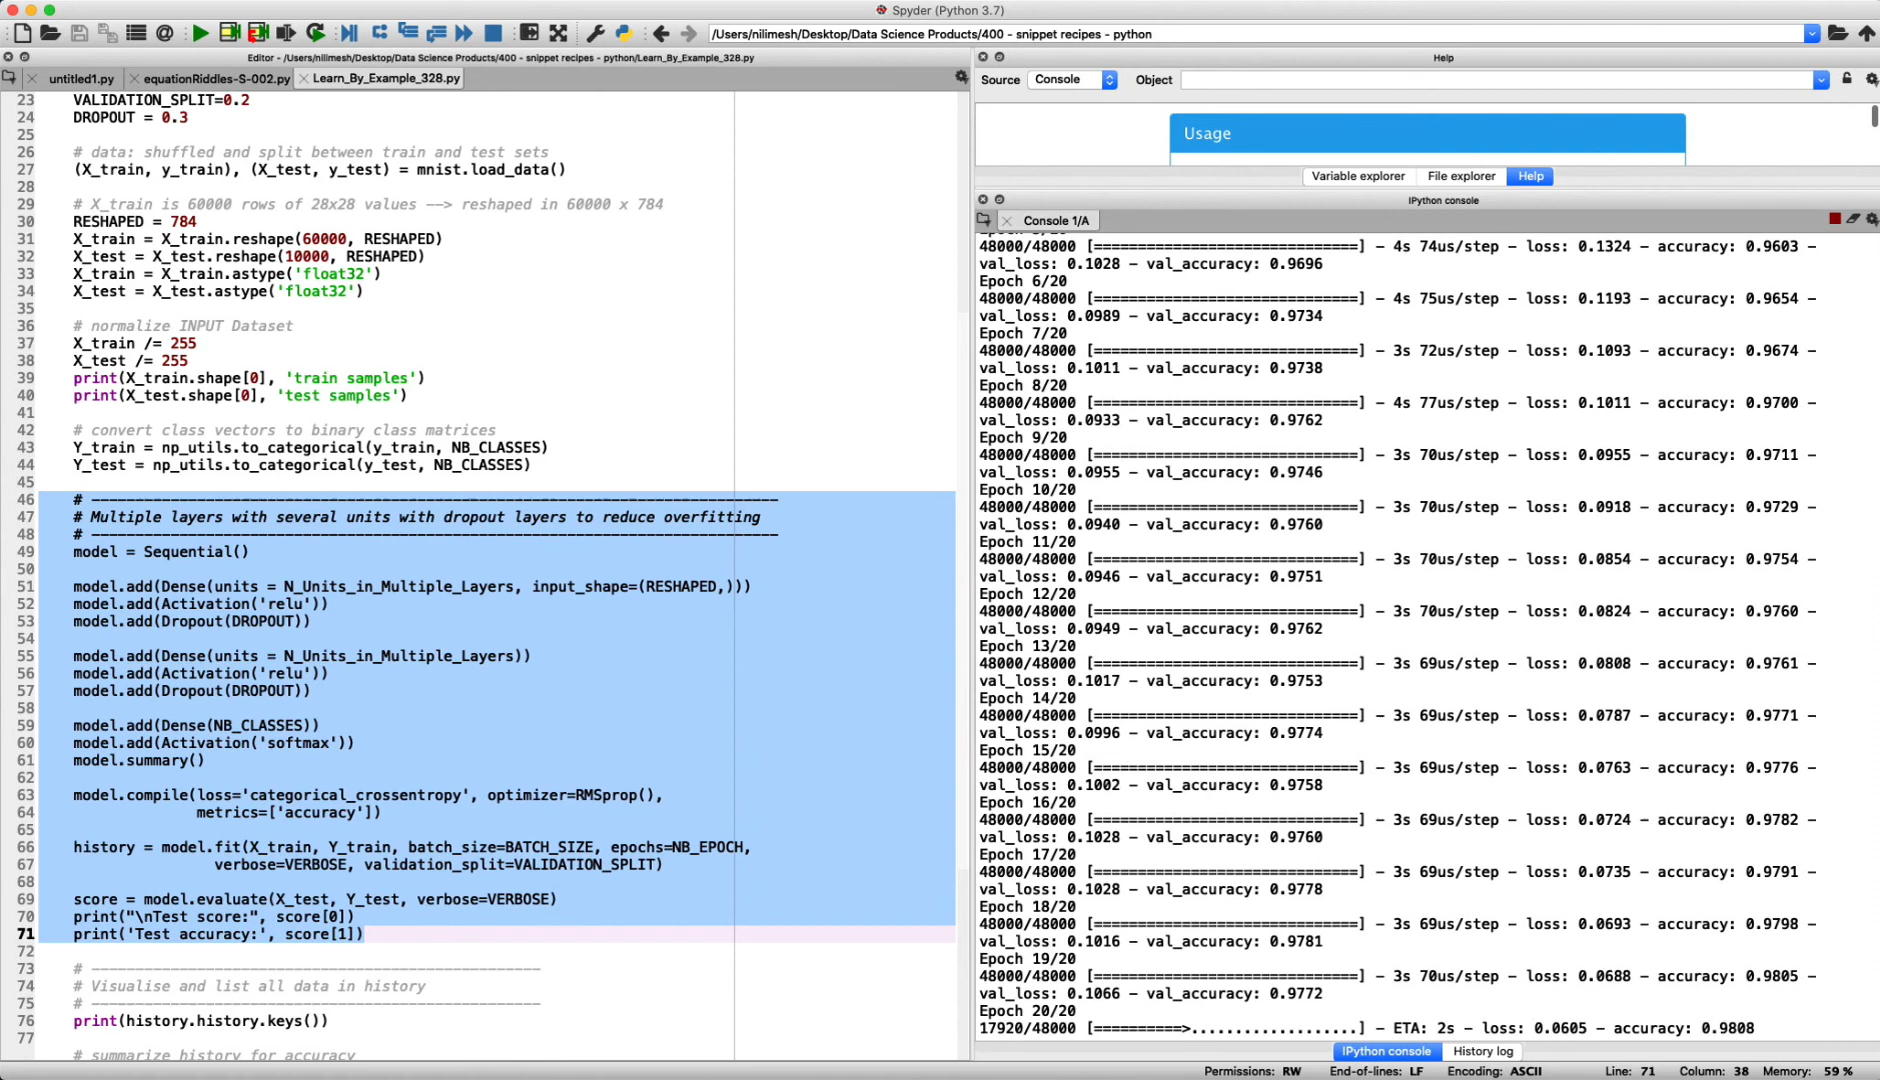 Spyder (Python 3.7)
/Users/nilimesh/Desktop/Data Science Products/400 - snippet recipes - python
Editor - /Users/nilimesh/Desktop/Data Science Products/400 - snippet recipes - python/Learn_By_Example_328.py
untitled1.py
equationRiddles-S-002.py
Learn_By_Example_328.py
23 VALIDATION_SPLIT=0.2
24 DROPOUT = 0.3
25
26 # data: shuffled and split between train and test sets
27 (X_train, y_train), (X_test, y_test) = mnist.load_data()
28
29 # X_train is 60000 rows of 28x28 values --> reshaped in 60000 x 784
30 RESHAPED = 784
31 X_train = X_train.reshape(60000, RESHAPED)
32 X_test = X_test.reshape(10000, RESHAPED)
33 X_train = X_train.astype('float32')
34 X_test = X_test.astype('float32')
35
36 # normalize INPUT Dataset
37 X_train /= 255
38 X_test /= 255
39 print(X_train.shape[0], 'train samples')
40 print(X_test.shape[0], 'test samples')
41
42 # convert class vectors to binary class matrices
43 Y_train = np_utils.to_categorical(y_train, NB_CLASSES)
44 Y_test = np_utils.to_categorical(y_test, NB_CLASSES)
45
46 # ------------------------------------------------------------------------------
47 # Multiple layers with several units with dropout layers to reduce overfitting
48 # ------------------------------------------------------------------------------
49 model = Sequential()
50
51 model.add(Dense(units = N_Units_in_Multiple_Layers, input_shape=(RESHAPED,)))
52 model.add(Activation('relu'))
53 model.add(Dropout(DROPOUT))
54
55 model.add(Dense(units = N_Units_in_Multiple_Layers))
56 model.add(Activation('relu'))
57 model.add(Dropout(DROPOUT))
58
59 model.add(Dense(NB_CLASSES))
60 model.add(Activation('softmax'))
61 model.summary()
62
63 model.compile(loss='categorical_crossentropy', optimizer=RMSprop(),
64 metrics=['accuracy'])
65
66 history = model.fit(X_train, Y_train, batch_size=BATCH_SIZE, epochs=NB_EPOCH,
67 verbose=VERBOSE, validation_split=VALIDATION_SPLIT)
68
69 score = model.evaluate(X_test, Y_test, verbose=VERBOSE)
70 print("\nTest score:", score[0])
71 print('Test accuracy:', score[1])
72
73 # ---------------------------------------------------
74 # Visualise and list all data in history
75 # ---------------------------------------------------
76 print(history.history.keys())
77
# summarize history for accuracy
Help
Source Console Object
Usage
Variable explorer File explorer Help
IPython console
Console 1/A
48000/48000 [==============================] - 4s 74us/step - loss: 0.1324 - accuracy: 0.9603 -
val_loss: 0.1028 - val_accuracy: 0.9696
Epoch 6/20
48000/48000 [==============================] - 4s 75us/step - loss: 0.1193 - accuracy: 0.9654 -
val_loss: 0.0989 - val_accuracy: 0.9734
Epoch 7/20
48000/48000 [==============================] - 3s 72us/step - loss: 0.1093 - accuracy: 0.9674 -
val_loss: 0.1011 - val_accuracy: 0.9738
Epoch 8/20
48000/48000 [==============================] - 4s 77us/step - loss: 0.1011 - accuracy: 0.9700 -
val_loss: 0.0933 - val_accuracy: 0.9762
Epoch 9/20
48000/48000 [==============================] - 3s 70us/step - loss: 0.0955 - accuracy: 0.9711 -
val_loss: 0.0955 - val_accuracy: 0.9746
Epoch 10/20
48000/48000 [==============================] - 3s 70us/step - loss: 0.0918 - accuracy: 0.9729 -
val_loss: 0.0940 - val_accuracy: 0.9760
Epoch 11/20
48000/48000 [==============================] - 3s 70us/step - loss: 0.0854 - accuracy: 0.9754 -
val_loss: 0.0946 - val_accuracy: 0.9751
Epoch 12/20
48000/48000 [==============================] - 3s 70us/step - loss: 0.0824 - accuracy: 0.9760 -
val_loss: 0.0949 - val_accuracy: 0.9762
Epoch 13/20
48000/48000 [==============================] - 3s 69us/step - loss: 0.0808 - accuracy: 0.9761 -
val_loss: 0.1017 - val_accuracy: 0.9753
Epoch 14/20
48000/48000 [==============================] - 3s 69us/step - loss: 0.0787 - accuracy: 0.9771 -
val_loss: 0.0996 - val_accuracy: 0.9774
Epoch 15/20
48000/48000 [==============================] - 3s 69us/step - loss: 0.0763 - accuracy: 0.9776 -
val_loss: 0.1002 - val_accuracy: 0.9758
Epoch 16/20
48000/48000 [==============================] - 3s 69us/step - loss: 0.0724 - accuracy: 0.9782 -
val_loss: 0.1028 - val_accuracy: 0.9760
Epoch 17/20
48000/48000 [==============================] - 3s 69us/step - loss: 0.0735 - accuracy: 0.9791 -
val_loss: 0.1028 - val_accuracy: 0.9778
Epoch 18/20
48000/48000 [==============================] - 3s 69us/step - loss: 0.0693 - accuracy: 0.9798 -
val_loss: 0.1016 - val_accuracy: 0.9781
Epoch 19/20
48000/48000 [==============================] - 3s 70us/step - loss: 0.0688 - accuracy: 0.9805 -
val_loss: 0.1066 - val_accuracy: 0.9772
Epoch 20/20
17920/48000 [==========>...................] - ETA: 2s - loss: 0.0605 - accuracy: 0.9808
IPython console History log
Permissions: RW End-of-lines: LF Encoding: ASCII Line: 71 Column: 38 Memory: 59 %